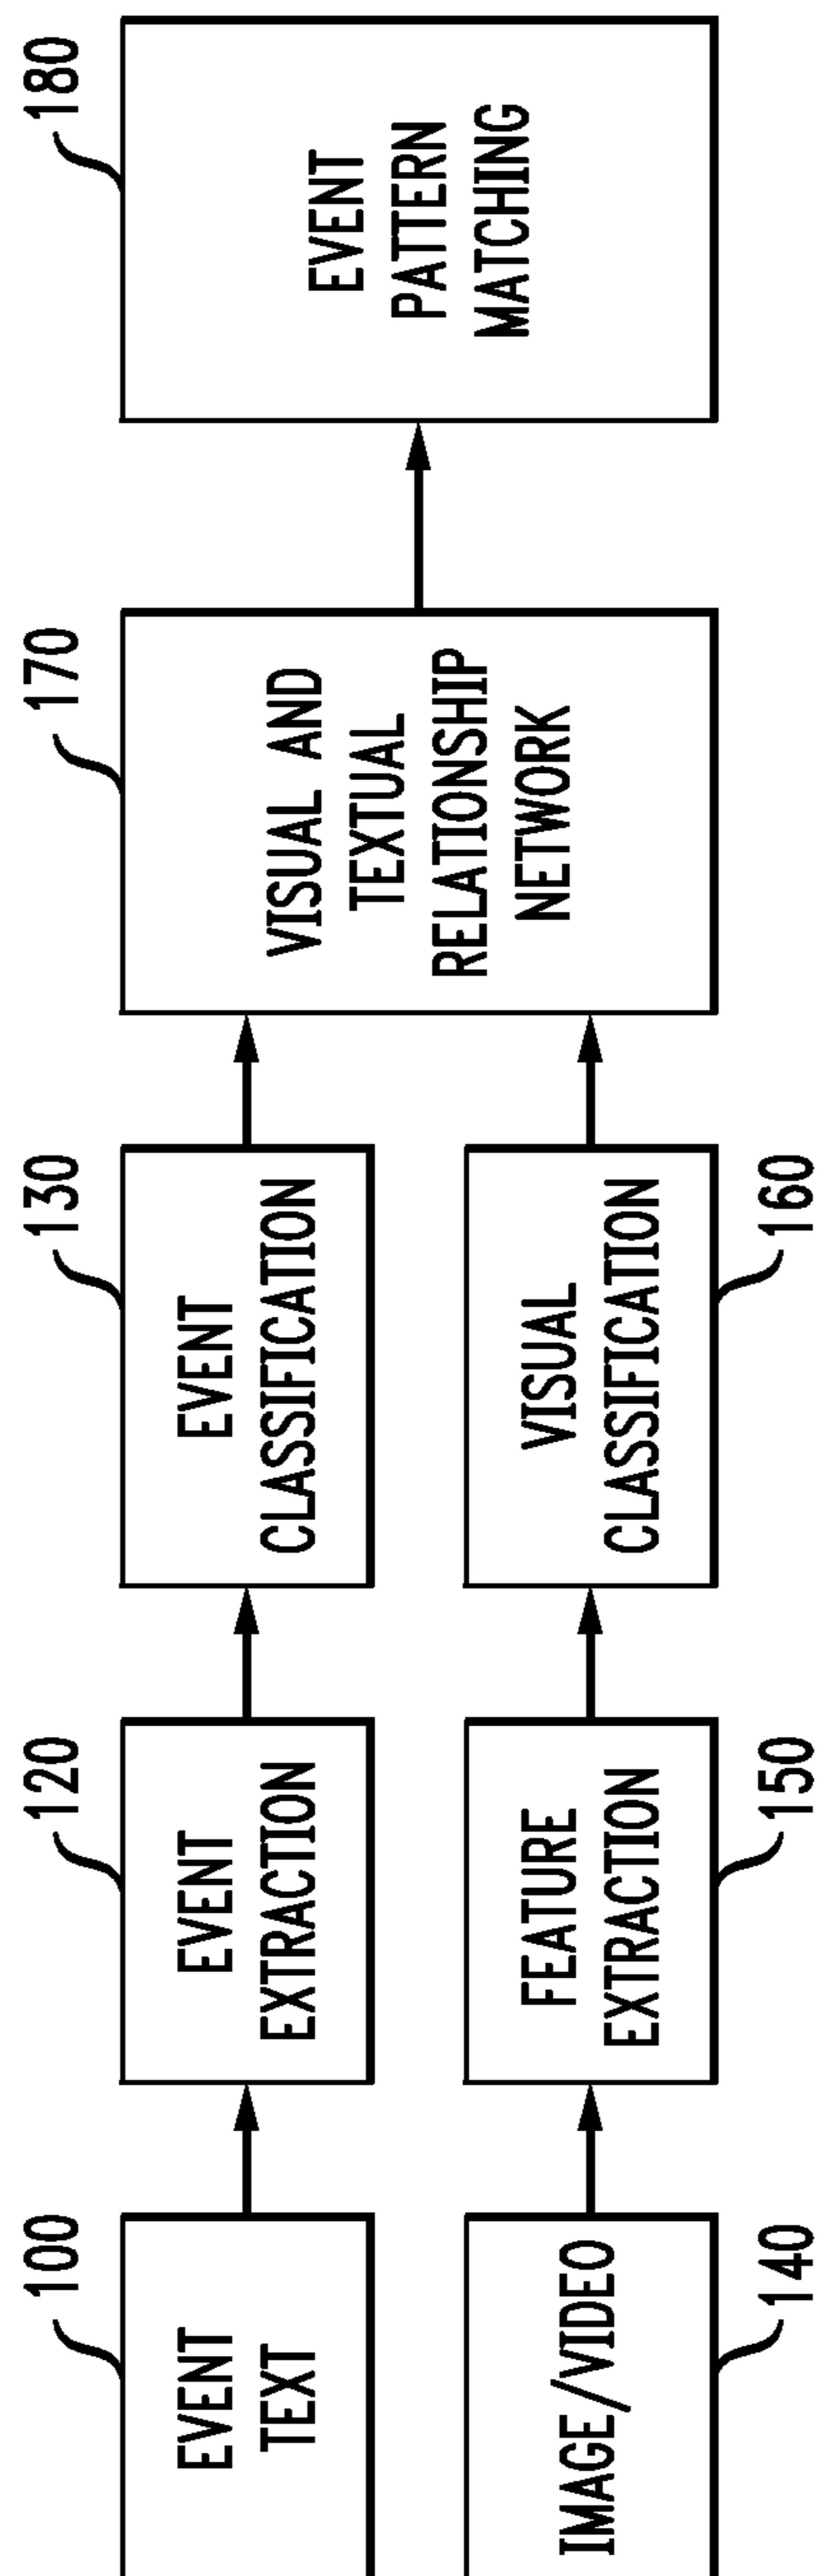 100
EVENT
TEXT
120
EVENT
EXTRACTION
130
EVENT
CLASSIFICATION
140
IMAGE/VIDEO
150
FEATURE
EXTRACTION
160
VISUAL
CLASSIFICATION
170
VISUAL AND
TEXTUAL
RELATIONSHIP
NETWORK
180
EVENT
PATTERN
MATCHING